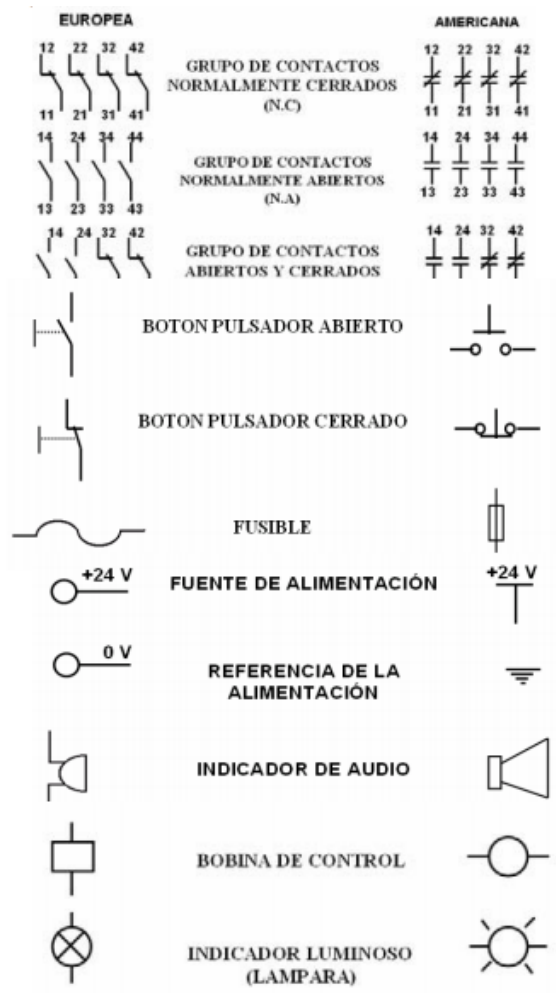 EUROPEA AMERICANA
12 22 32 42 12 22 32 42
GRUPO DE CONTACTOS
NORMALMENTE CERRADOS
(N.C)
11 21 31 41 11 21 31 41
14 24 34 44 14 24 34 44
GRUPO DE CONTACTOS
NORMALMENTE ABIERTOS
(N.A)
13 23 33 43 13 23 33 43
14 24 32 42 14 24 32 42
GRUPO DE CONTACTOS
ABIERTOS Y CERRADOS
BOTON PULSADOR ABIERTO
BOTON PULSADOR CERRADO
FUSIBLE
+24 V FUENTE DE ALIMENTACIÓN +24 V
0 V
REFERENCIA DE LA
ALIMENTACIÓN
INDICADOR DE AUDIO
BOBINA DE CONTROL
INDICADOR LUMINOSO
(LAMPARA)